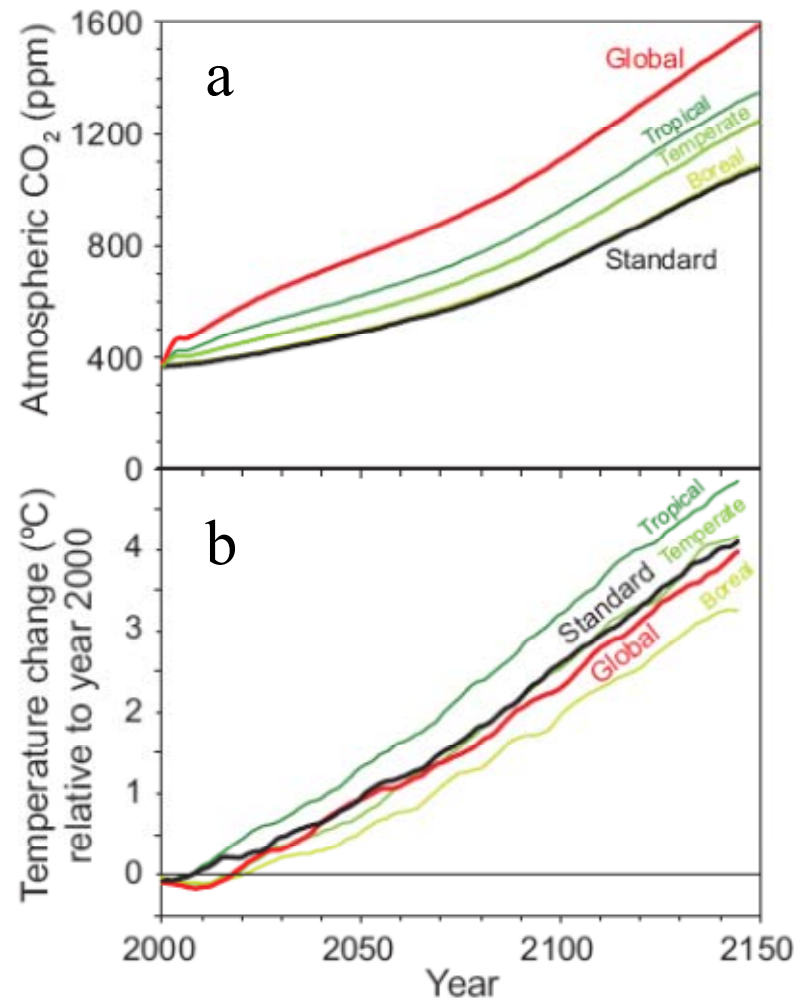 1600
a
Global
Atmospheric CO2 (ppm)
1200
Tropical
Temperate
Boreal
800
Standard
400
0
Tropical
b
Temperate
Temperature change (ºC)
relative to year 2000
4
Standard
Boreal
3
Global
2
1
0
2000
2050
2100
2150
Year